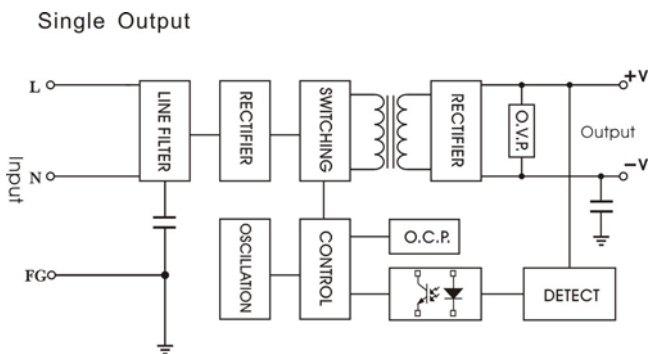 Single Output
L
N
FG
Input
LINE FILTER
RECTIFIER
SWITCHING
RECTIFIER
O.V.P.
+V
Output
-V
OSCILLATION
CONTROL
O.C.P.
DETECT